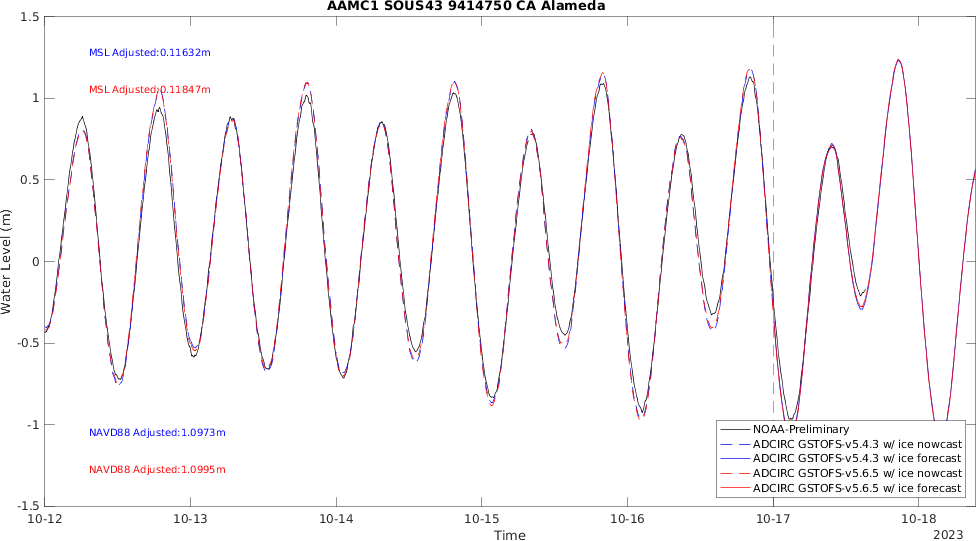 AAMC1 SOUS43 9414750 CA Alameda
1.5
1
0.5
0
-0.5
-1
-1.5
Water Level (m)
MSL Adjusted:0.11632m
MSL Adjusted:0.11847m
NAVD88 Adjusted:1.0973m
NAVD88 Adjusted:1.0995m
NOAA-Preliminary
ADCIRC GSTOFS-v5.4.3 w/ ice nowcast
ADCIRC GSTOFS-v5.4.3 w/ ice forecast
ADCIRC GSTOFS-v5.6.5 w/ ice nowcast
ADCIRC GSTOFS-v5.6.5 w/ ice forecast
10-12 10-13 10-14 10-15 10-16 10-17 10-18
Time
2023